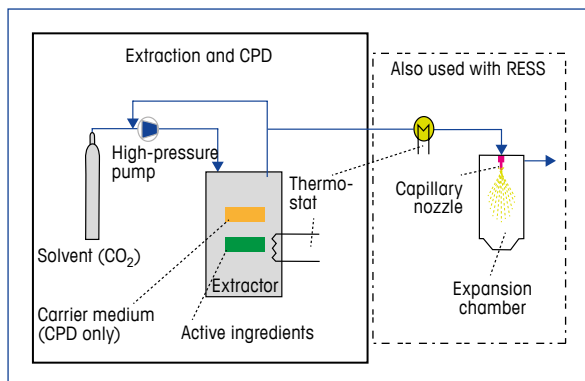 Extraction and CPD
Also used with RESS
High-pressure
pump
Thermo-
stat
M
Capillary
nozzle
Solvent (CO₂)
Extractor
Expansion
chamber
Carrier medium
(CPD only)
Active ingredients